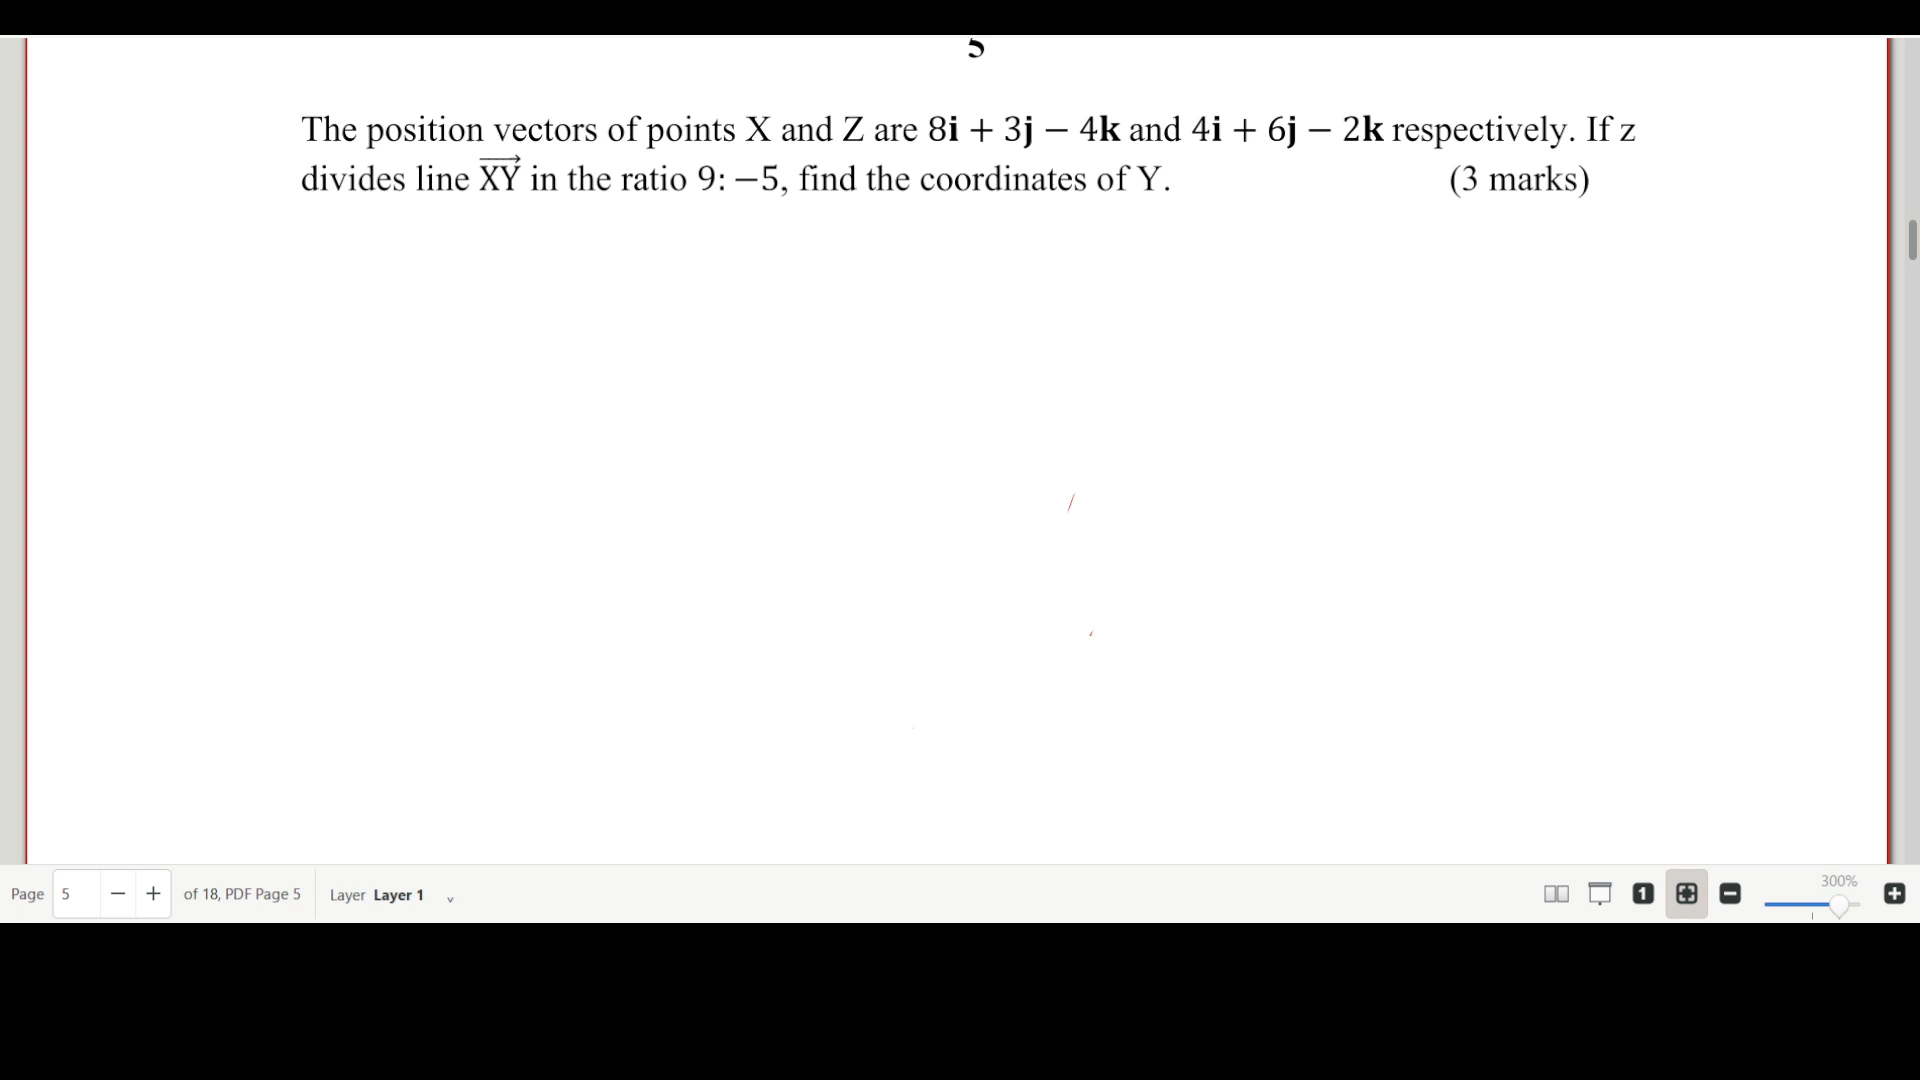 5
The position vectors of points X and Z are 8i + 3j − 4k and 4i + 6j − 2k respectively. If z
divides line XY in the ratio 9: −5, find the coordinates of Y. (3 marks)
Page 5 of 18, PDF Page 5 Layer Layer 1 300%